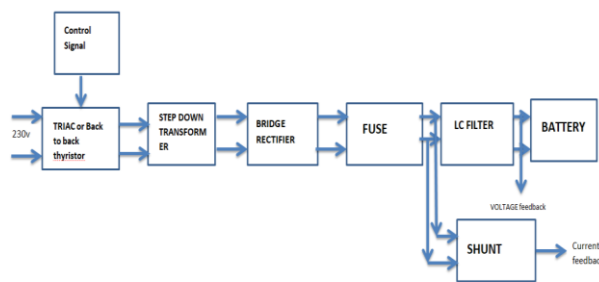 Control
Signal
230v
TRIAC or Back
to back
thyristor
STEP DOWN
TRANSFORM
ER
BRIDGE
RECTIFIER
FUSE
LC FILTER
BATTERY
VOLTAGE feedback
SHUNT
Current
feedback